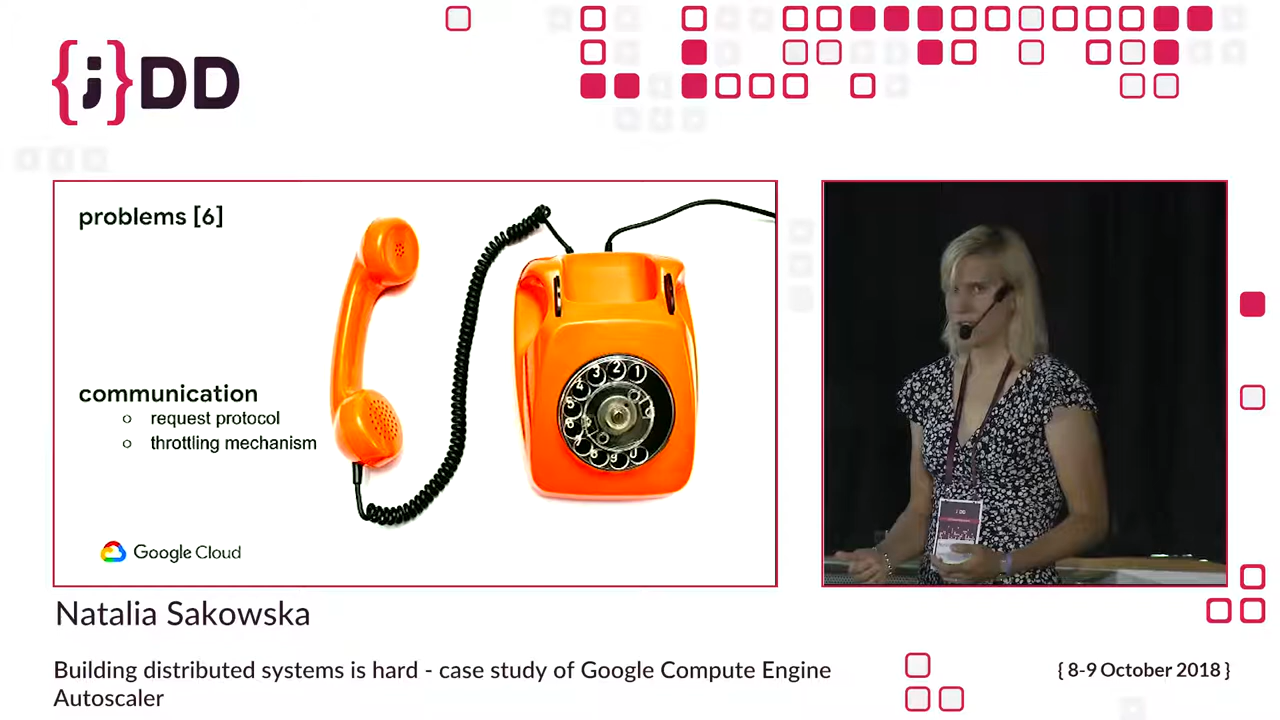 {j}DD
problems [6]
communication
request protocol
throttling mechanism
Google Cloud
Natalia Sakowska
Building distributed systems is hard - case study of Google Compute Engine
Autoscaler
{ 8-9 October 2018 }